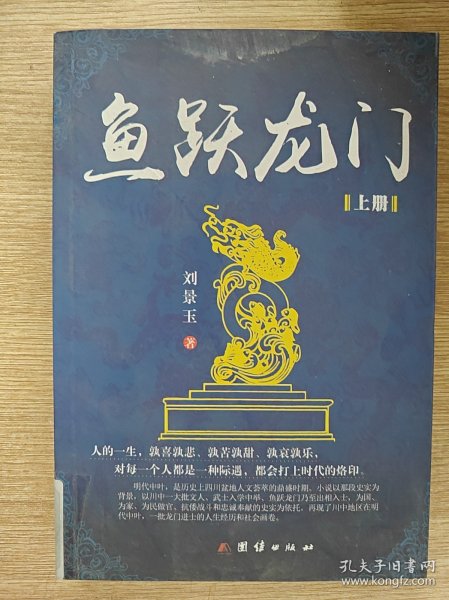 鱼跃龙门
上册
刘景玉 著
人的一生，孰喜孰悲、孰苦孰甜、孰哀孰乐，
对每一个人都是一种际遇，都会打上时代的烙印。
明代中叶，是历史上四川盆地人文荟萃的鼎盛时期。小说以那段史实为
背景，以川中一大批文人、武士入学中举、鱼跃龙门乃至出相入士，为国、
为家、为民做官、抗倭战斗和忠诚奉献的史实为依托，再现了川中地区在明
代中叶，一批龙门进士的人生经历和社会画卷。
团结出版社
孔夫子旧书网
www.kongfz.com